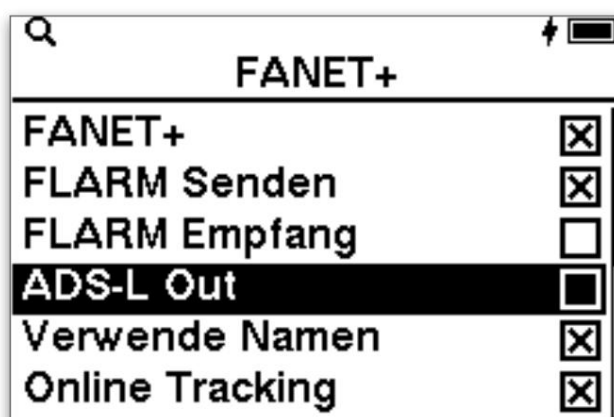 FANET+
FANET+
FLARM Senden
FLARM Empfang
ADS-L Out
Verwende Namen
Online Tracking